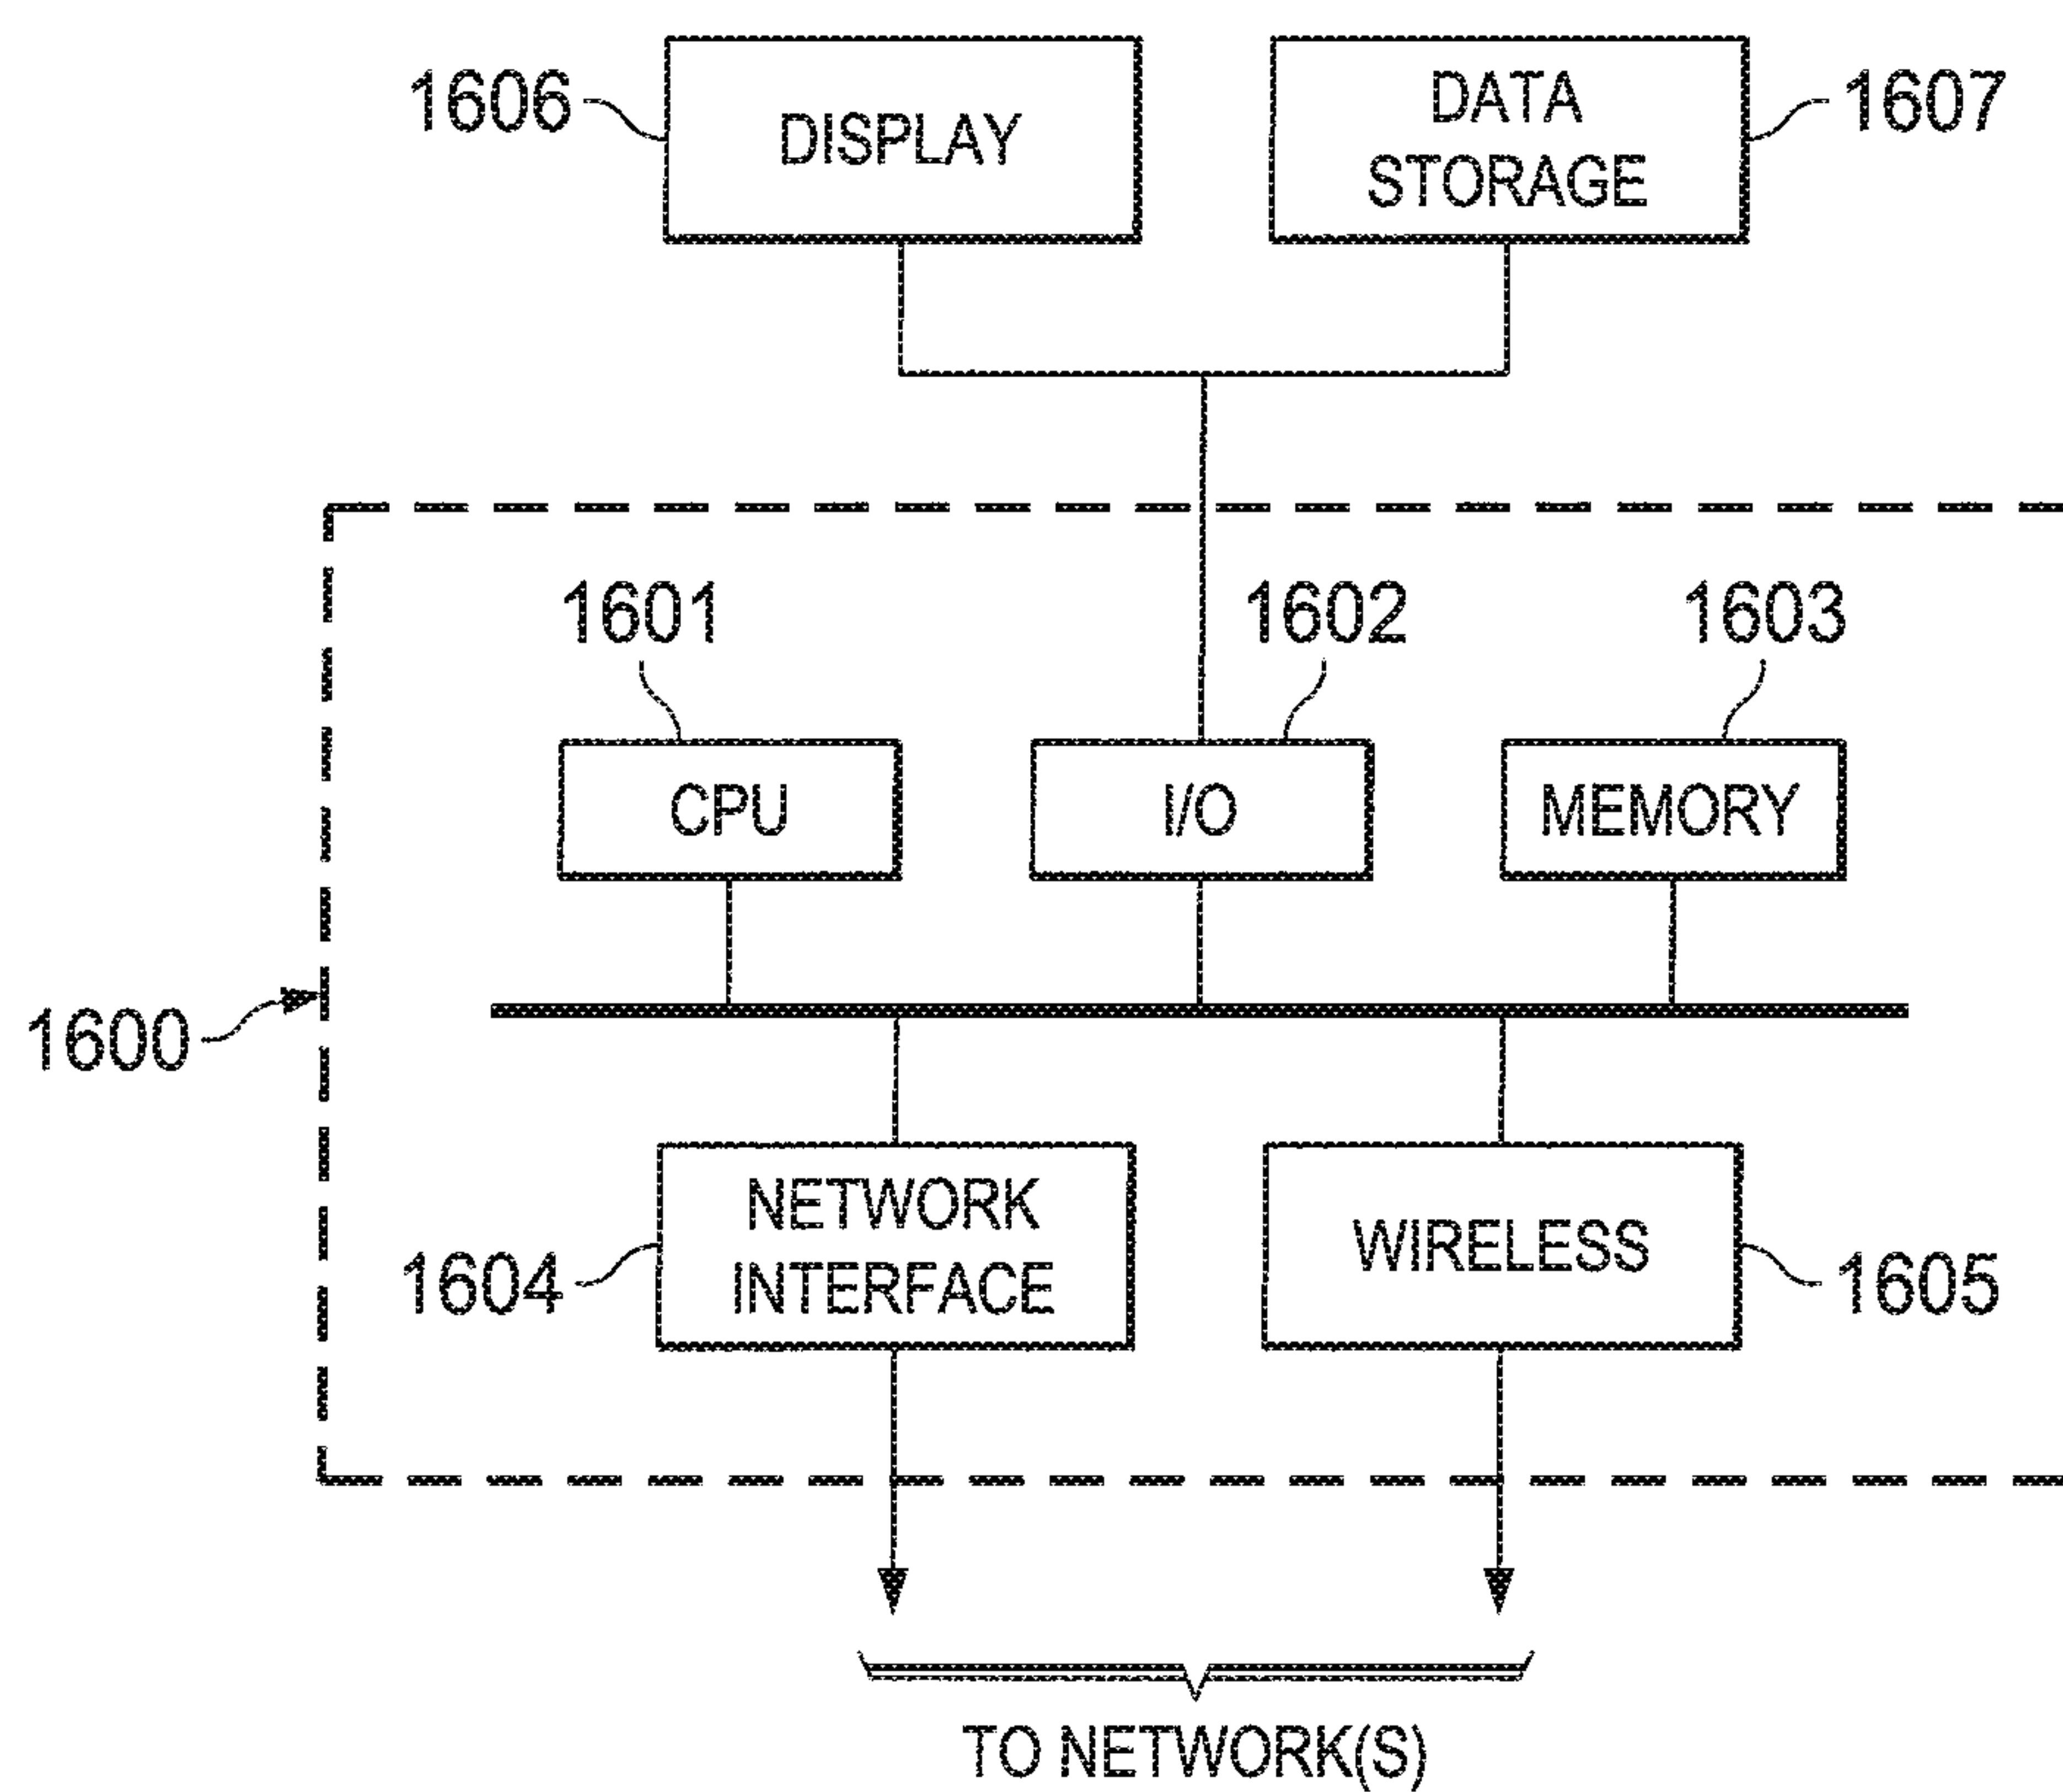 1606
DISPLAY
DATA
STORAGE
1607
1601
1602
1603
CPU
I/O
MEMORY
1600
NETWORK
INTERFACE
1604
WIRELESS
1605
TO NETWORK(S)